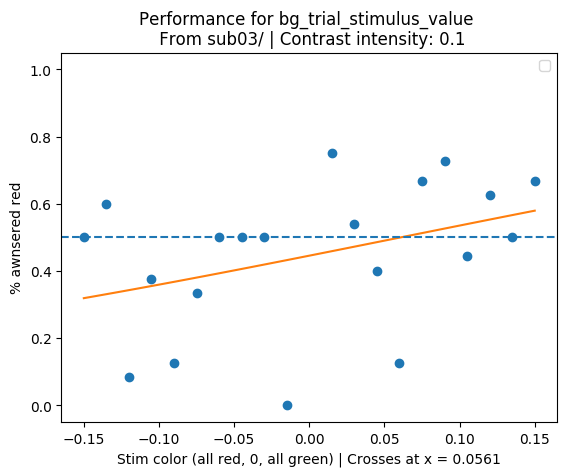 Performance for bg_trial_stimulus_value
From sub03/ | Contrast intensity: 0.1
1.0
0.8
0.6
0.4
0.2
0.0
% awnsered red
−0.15 −0.10 −0.05 0.00 0.05 0.10 0.15
Stim color (all red, 0, all green) | Crosses at x = 0.0561